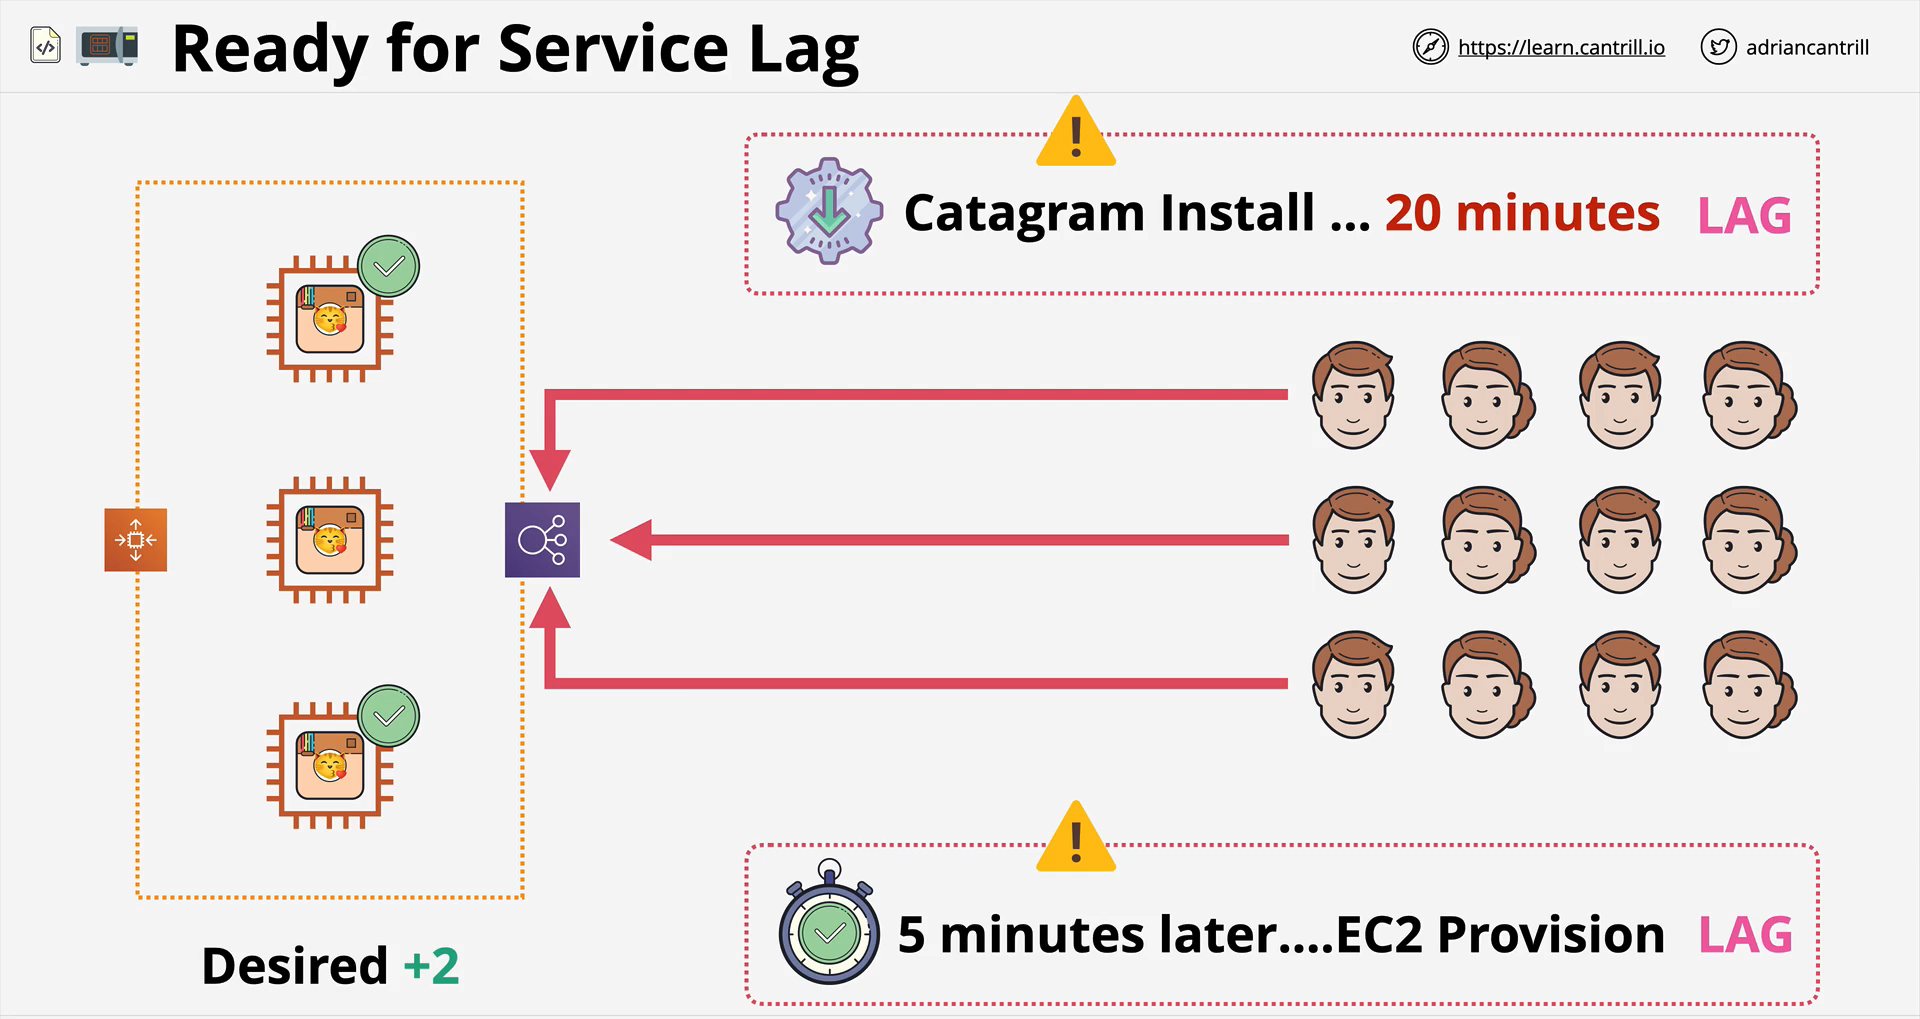 Ready for Service Lag
https://learn.cantrill.io
adriancantrill
Catagram Install ... 20 minutes LAG
5 minutes later....EC2 Provision LAG
Desired +2